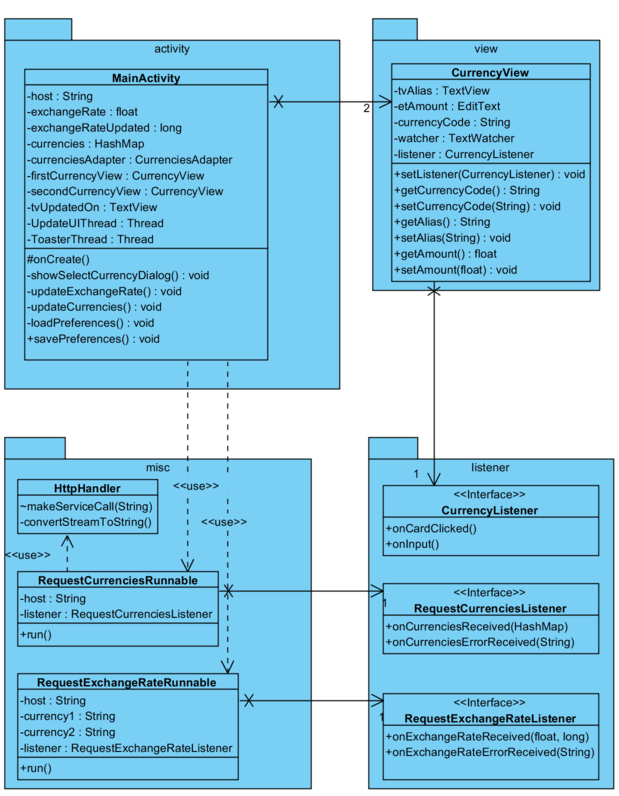 activity
MainActivity
-host : String
-exchangeRate : float
-exchangeRateUpdated : long
-currencies : HashMap
-currenciesAdapter : CurrenciesAdapter
-firstCurrencyView : CurrencyView
-secondCurrencyView : CurrencyView
-tvUpdatedOn : TextView
-UpdateUIThread : Thread
-ToasterThread : Thread
#onCreate()
-showSelectCurrencyDialog() : void
-updateExchangeRate() : void
-updateCurrencies() : void
-loadPreferences() : void
+savePreferences() : void
2
view
CurrencyView
-tvAlias : TextView
-etAmount : EditText
-currencyCode : String
-watcher : TextWatcher
-listener : CurrencyListener
+setListener(CurrencyListener) : void
+getCurrencyCode() : String
+setCurrencyCode(String) : void
+getAlias() : String
+setAlias(String) : void
+getAmount() : float
+setAmount(float) : void
misc
<<use>>
<<use>>
HttpHandler
~makeServiceCall(String)
-convertStreamToString()
<<use>>
RequestCurrenciesRunnable
-host : String
-listener : RequestCurrenciesListener
+run()
RequestExchangeRateRunnable
-host : String
-currency1 : String
-currency2 : String
-listener : RequestExchangeRateListener
+run()
listener
1
<<Interface>>
CurrencyListener
+onCardClicked()
+onInput()
1
<<Interface>>
RequestCurrenciesListener
+onCurrenciesReceived(HashMap)
+onCurrenciesErrorReceived(String)
1
<<Interface>>
RequestExchangeRateListener
+onExchangeRateReceived(float, long)
+onExchangeRateErrorReceived(String)